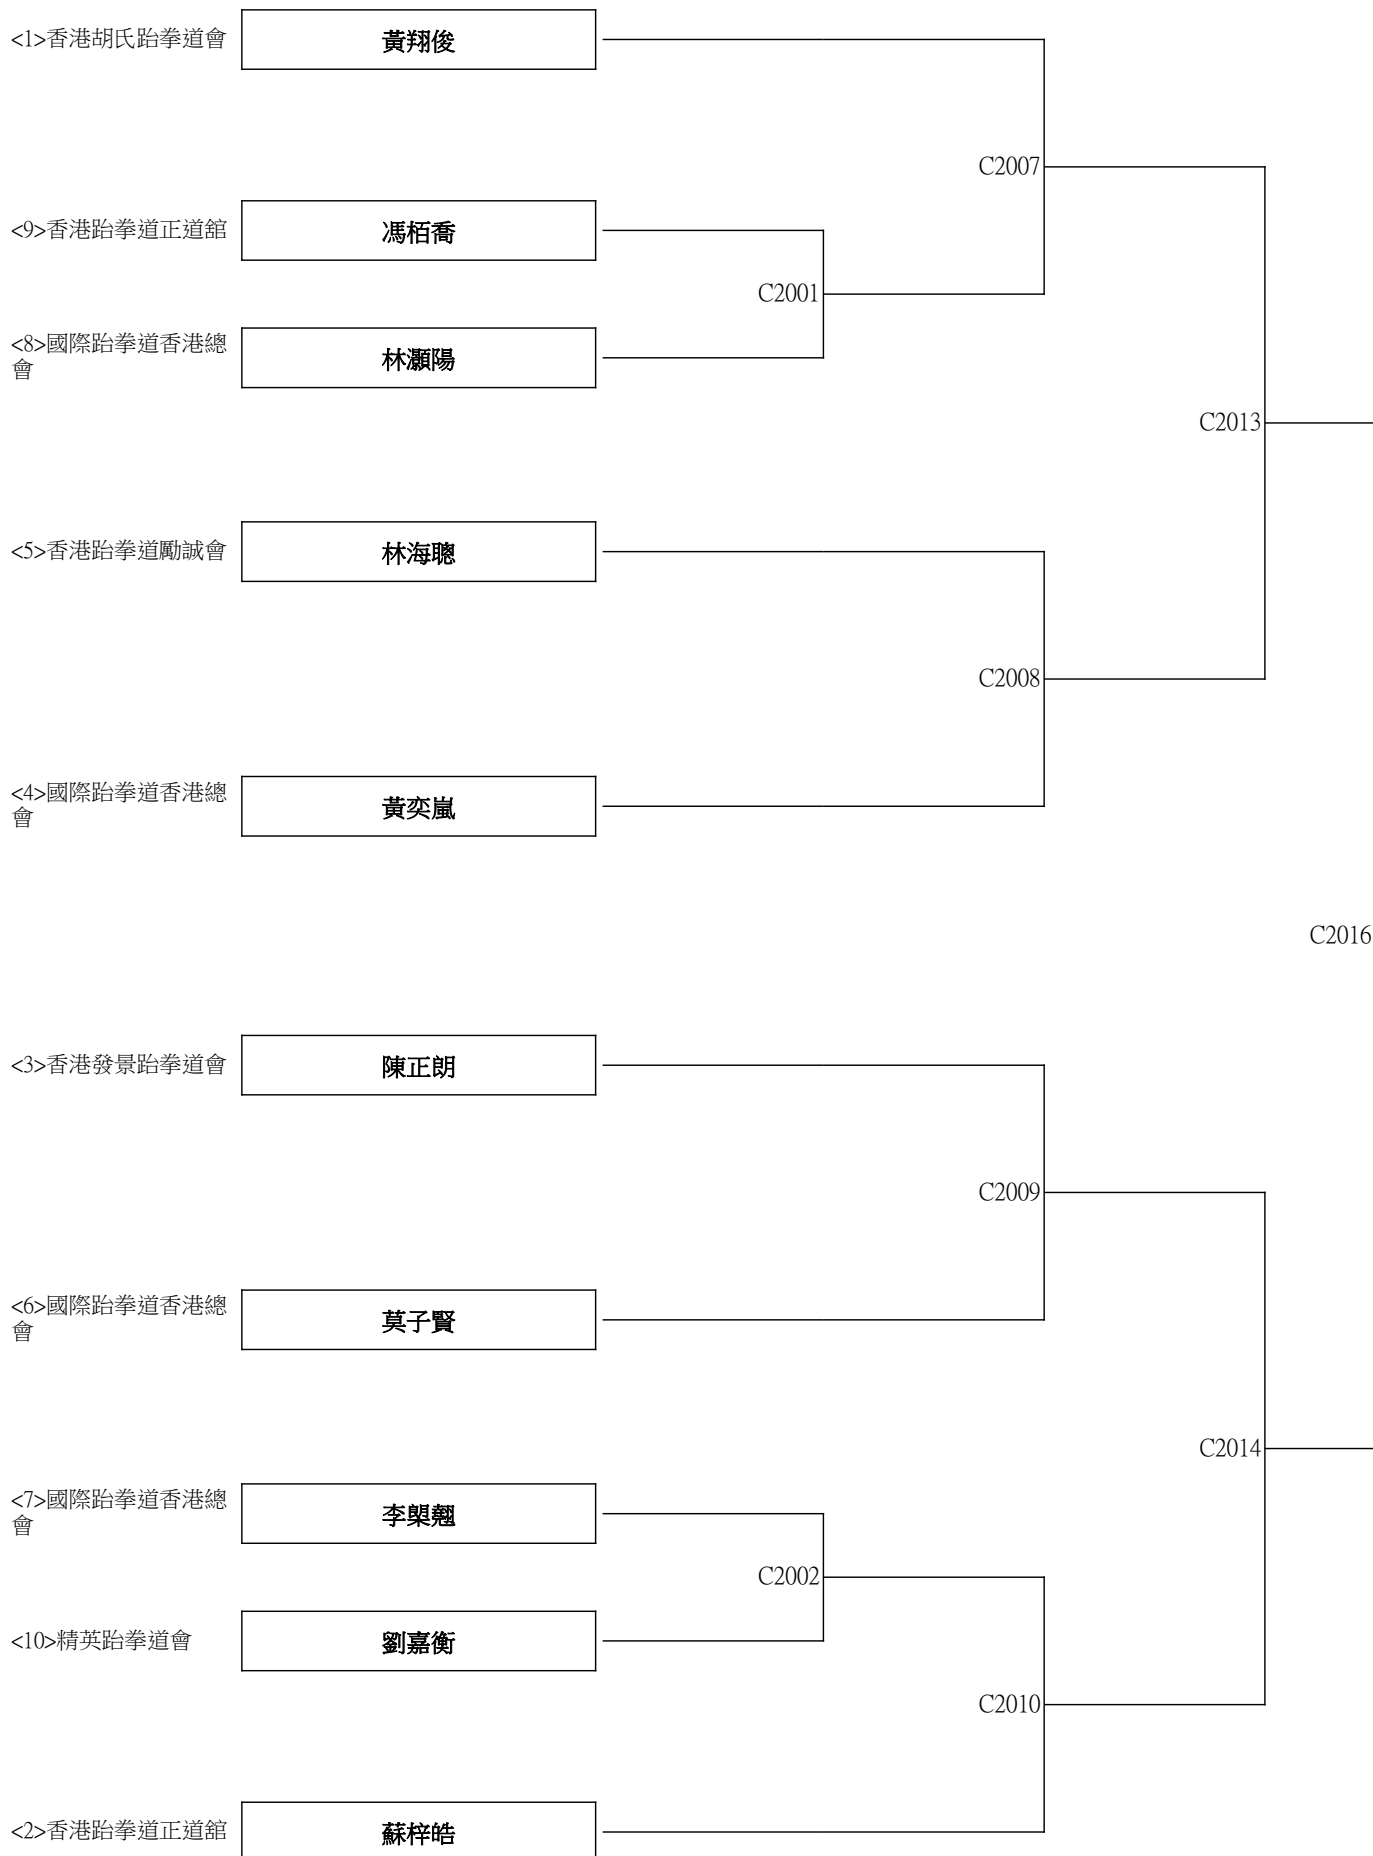 <1>香港胡氏跆拳道會
黃翔俊
C2007
<9>香港跆拳道正道舘
馮栢喬
C2001
<8>國際跆拳道香港總
會
林灝陽
C2013
<5>香港跆拳道勵誠會
林海聰
C2008
<4>國際跆拳道香港總
會
黃奕嵐
C2016
<3>香港發景跆拳道會
陳正朗
C2009
<6>國際跆拳道香港總
會
莫子賢
C2014
<7>國際跆拳道香港總
會
李槼翹
C2002
<10>精英跆拳道會
劉嘉衡
C2010
<2>香港跆拳道正道舘
蘇梓皓